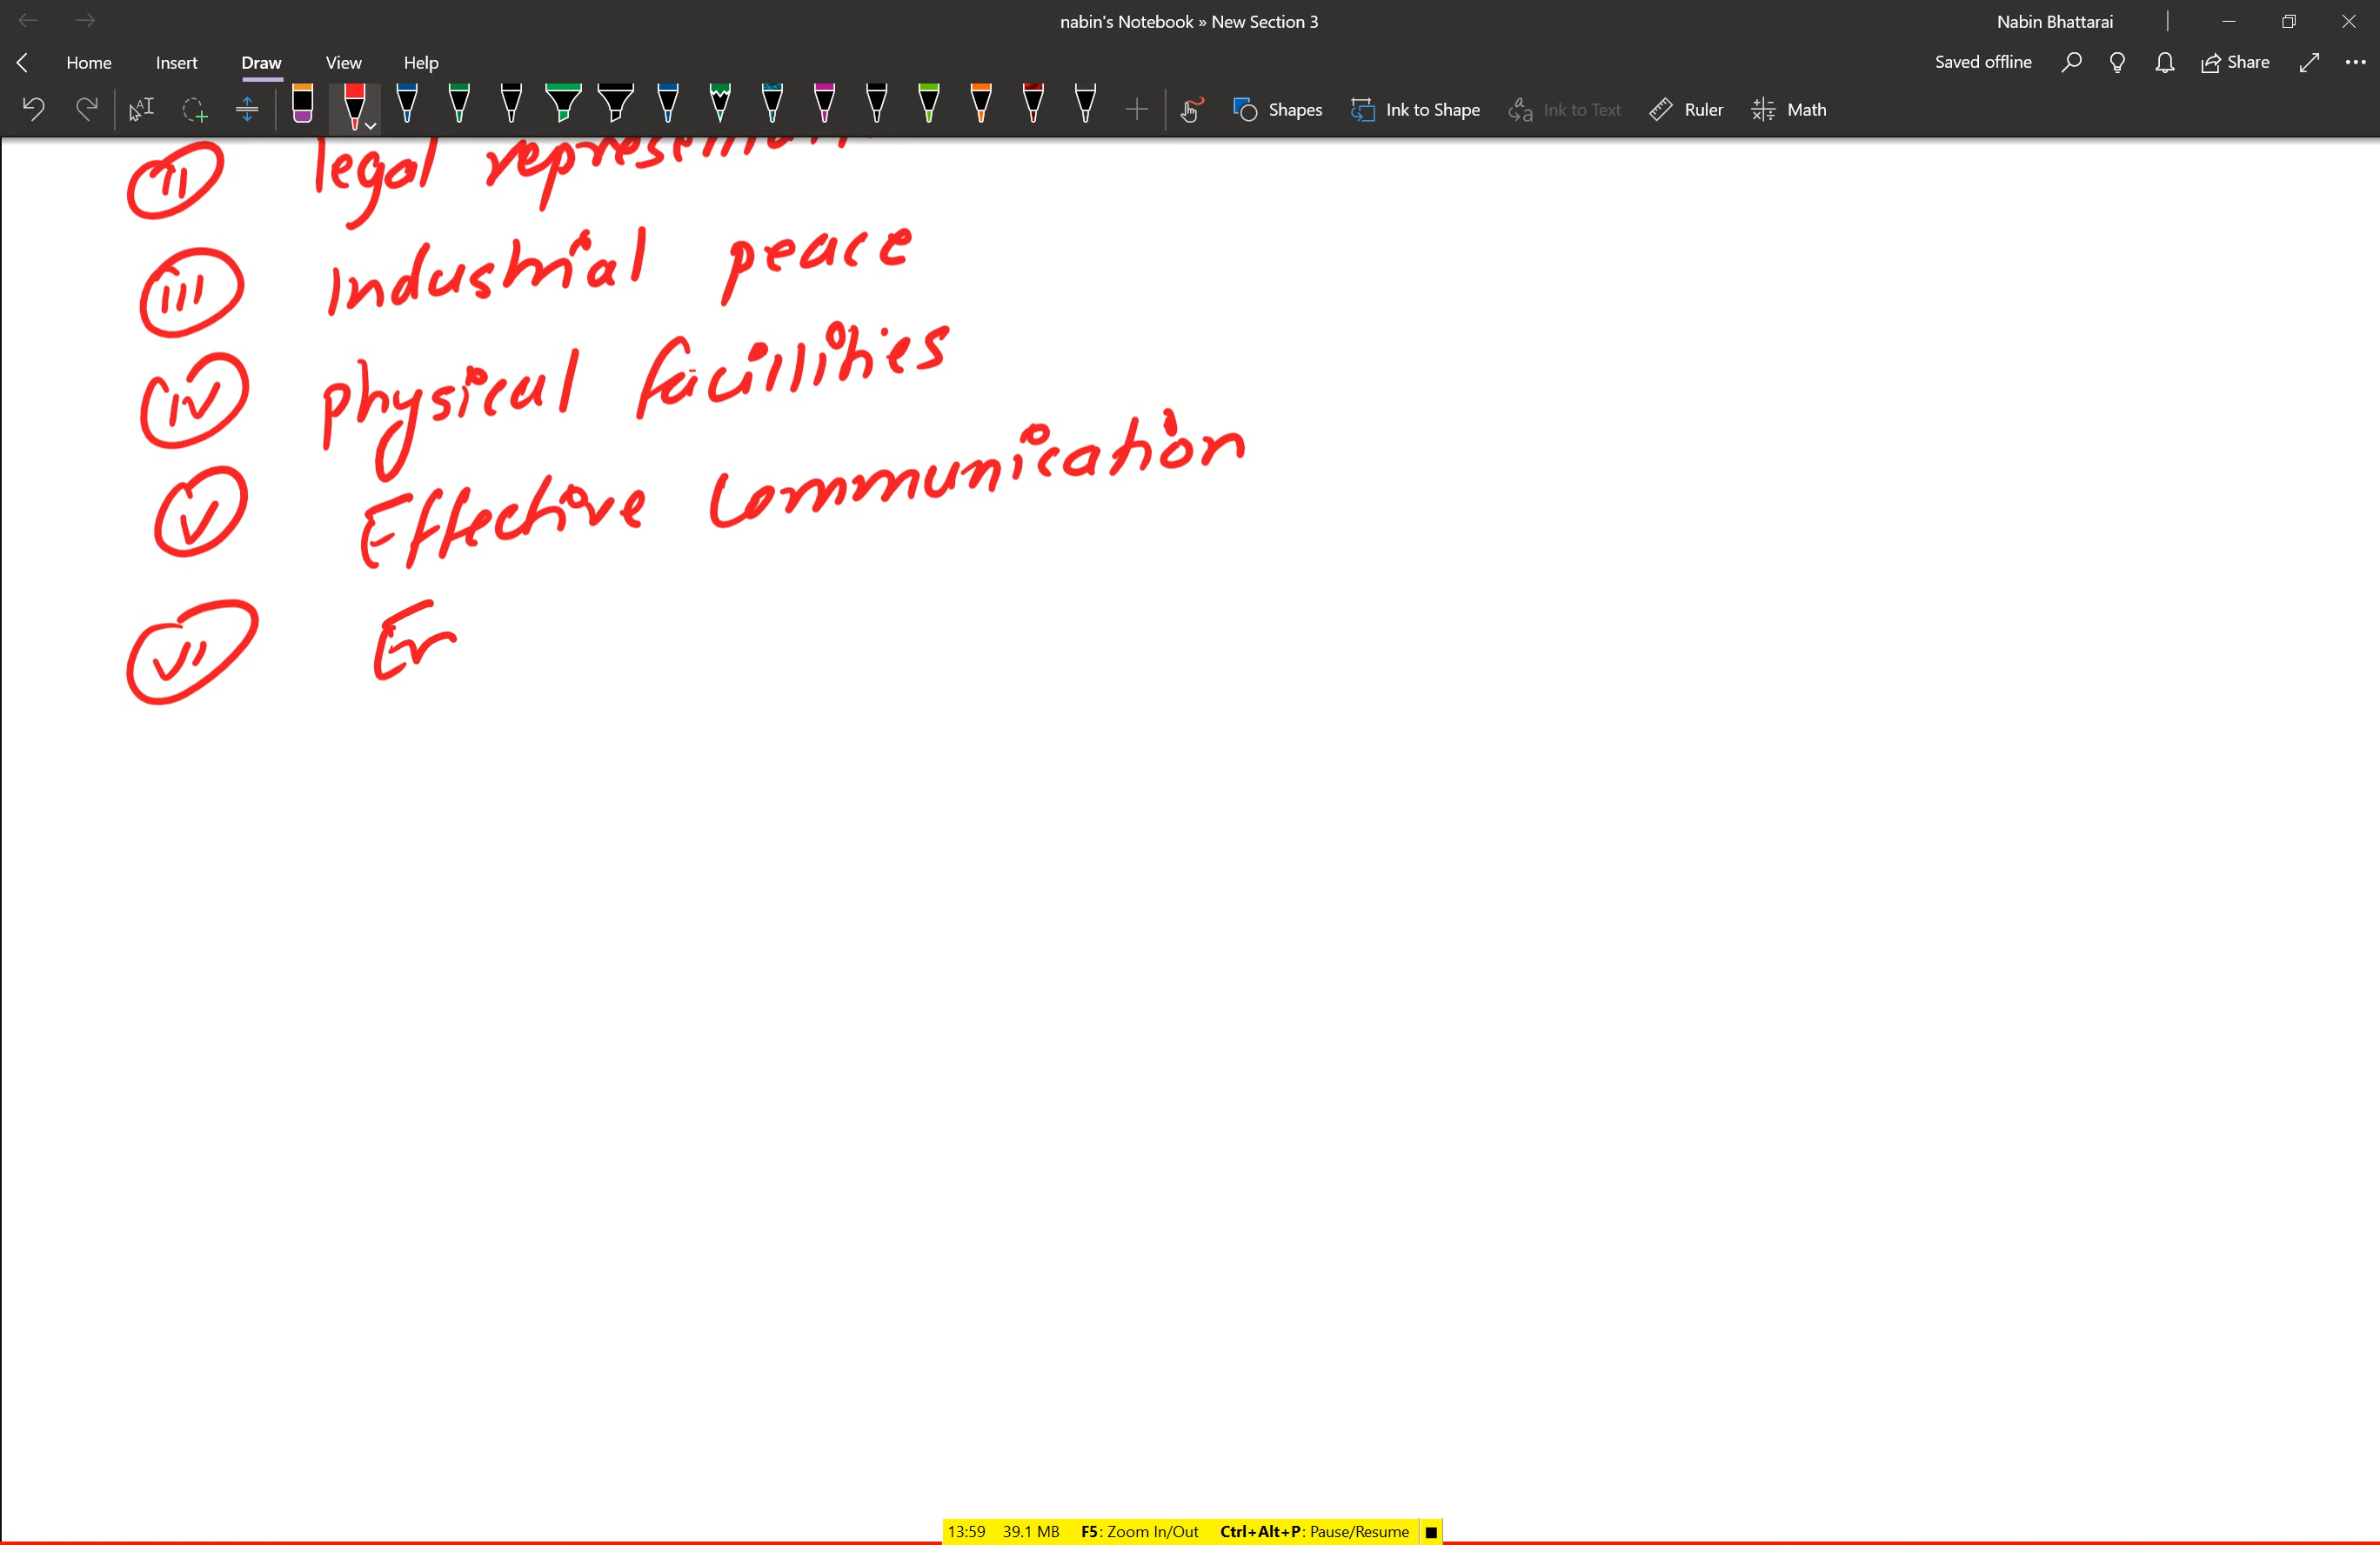 nabin's Notebook » New Section 3
Nabin Bhattarai
Home Insert Draw View Help
Saved offline
Share
Shapes
Ink to Shape
Ink to Text
Ruler
Math
ii legal
iii Industrial peace
iv physical facilities
v Effective Communication
vi
13:59 39.1 MB F5: Zoom In/Out Ctrl+Alt+P: Pause/Resume